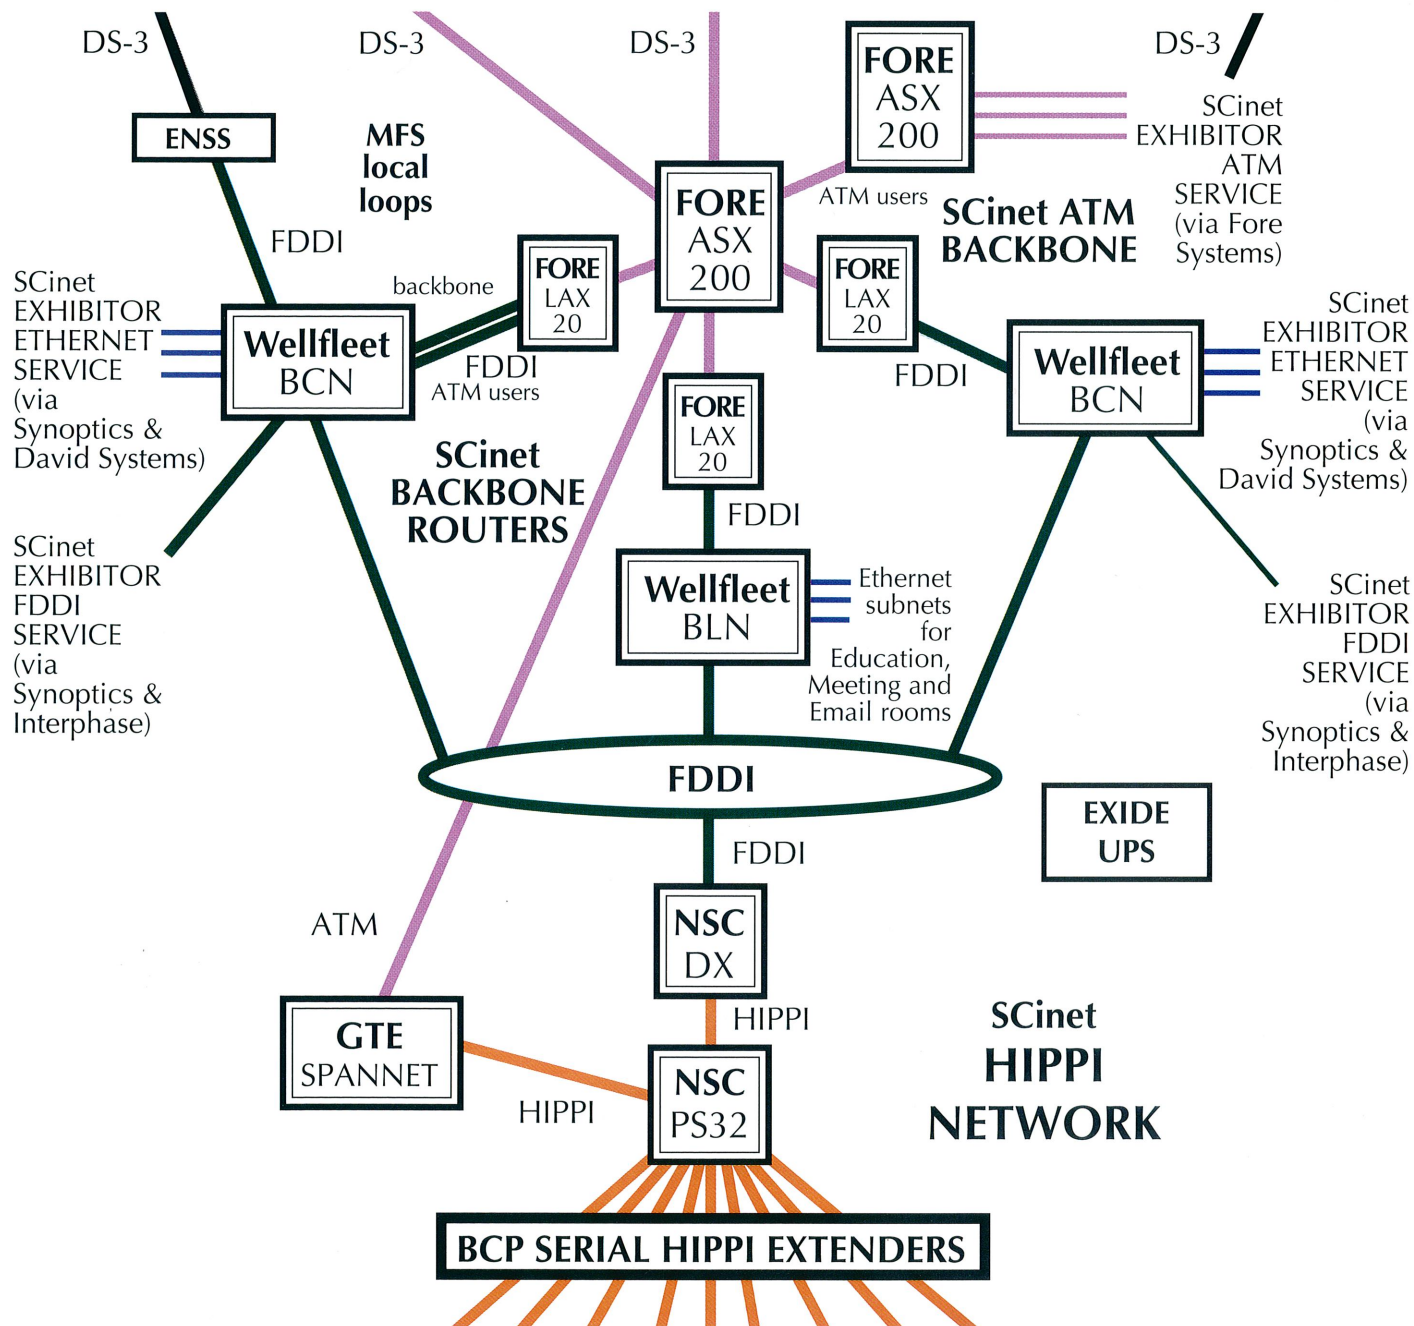 DS-3
DS-3
DS-3
DS-3
FORE
ASX
200
ENSS
MFS
local
loops
SCinet
EXHIBITOR
ATM
SERVICE
(via Fore
Systems)
ATM users
SCinet ATM
BACKBONE
FORE
ASX
200
FDDI
backbone
FORE
LAX
20
FORE
LAX
20
SCinet
EXHIBITOR
ETHERNET
SERVICE
(via
Synoptics &
David Systems)
Wellfleet
BCN
FDDI
ATM users
FDDI
Wellfleet
BCN
SCinet
EXHIBITOR
ETHERNET
SERVICE
(via
Synoptics &
David Systems)
FORE
LAX
20
SCinet
BACKBONE
ROUTERS
FDDI
SCinet
EXHIBITOR
FDDI
SERVICE
(via
Synoptics &
Interphase)
Wellfleet
BLN
Ethernet
subnets
for
Education,
Meeting and
Email rooms
SCinet
EXHIBITOR
FDDI
SERVICE
(via
Synoptics &
Interphase)
FDDI
EXIDE
UPS
FDDI
ATM
NSC
DX
HIPPI
GTE
SPANNET
HIPPI
NSC
PS32
SCinet
HIPPI
NETWORK
BCP SERIAL HIPPI EXTENDERS